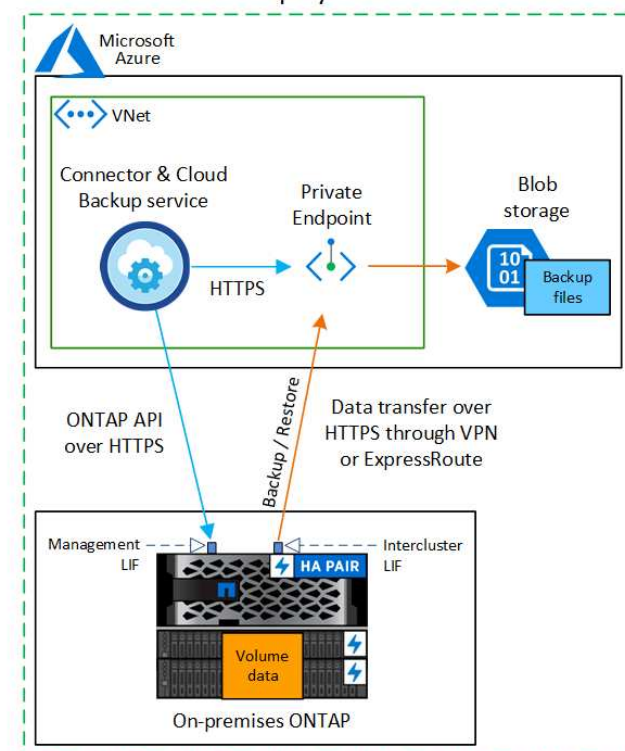 Microsoft
Azure
VNet
Connector & Cloud
Backup service
Private
Endpoint
Blob
storage
HTTPS
10
01
Backup
files
ONTAP API
over HTTPS
Backup / Restore
Data transfer over
HTTPS through VPN
or ExpressRoute
Management
LIF
Intercluster
LIF
HA PAIR
Volume
data
On-premises ONTAP